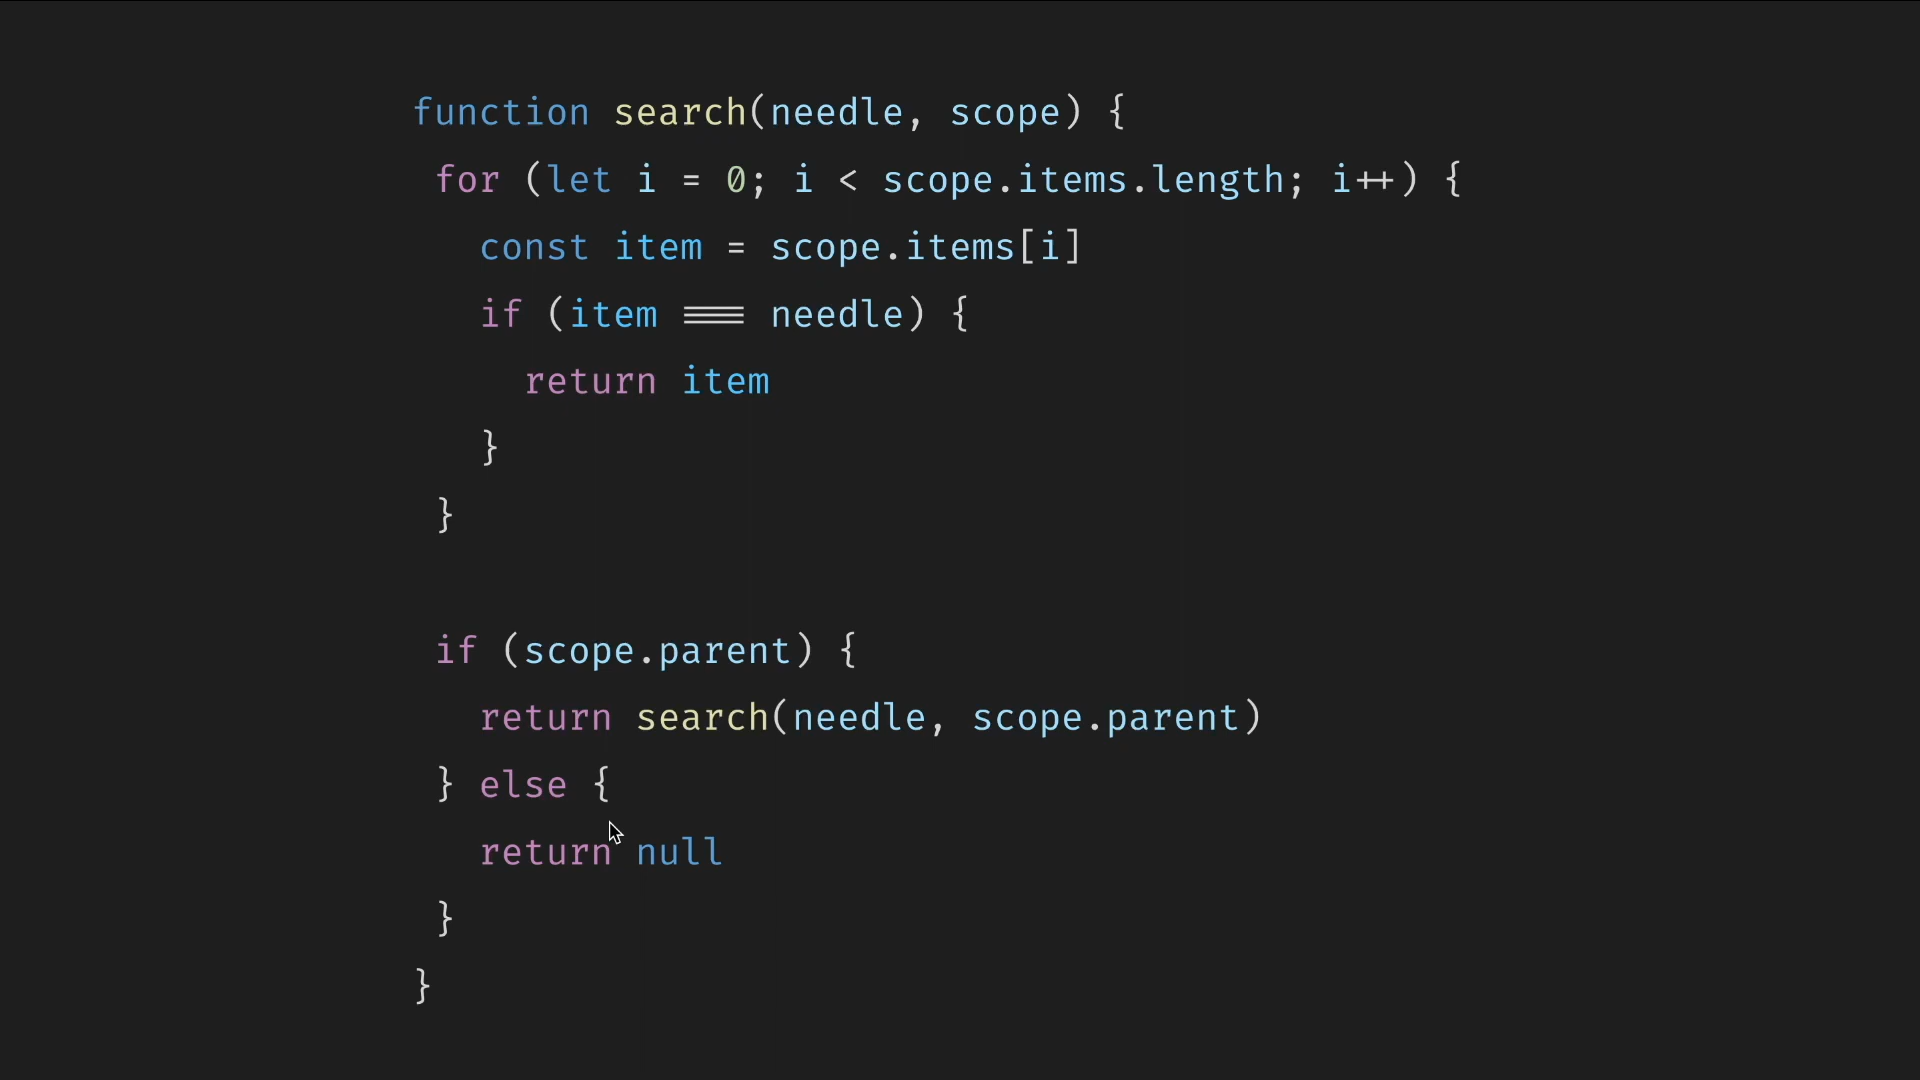 function search(needle, scope) {
for (let i = 0; i < scope.items.length; i++) {
const item = scope.items[i]
if (item === needle) {
return item
}
}
if (scope.parent) {
return search(needle, scope.parent)
} else {
return null
}
}